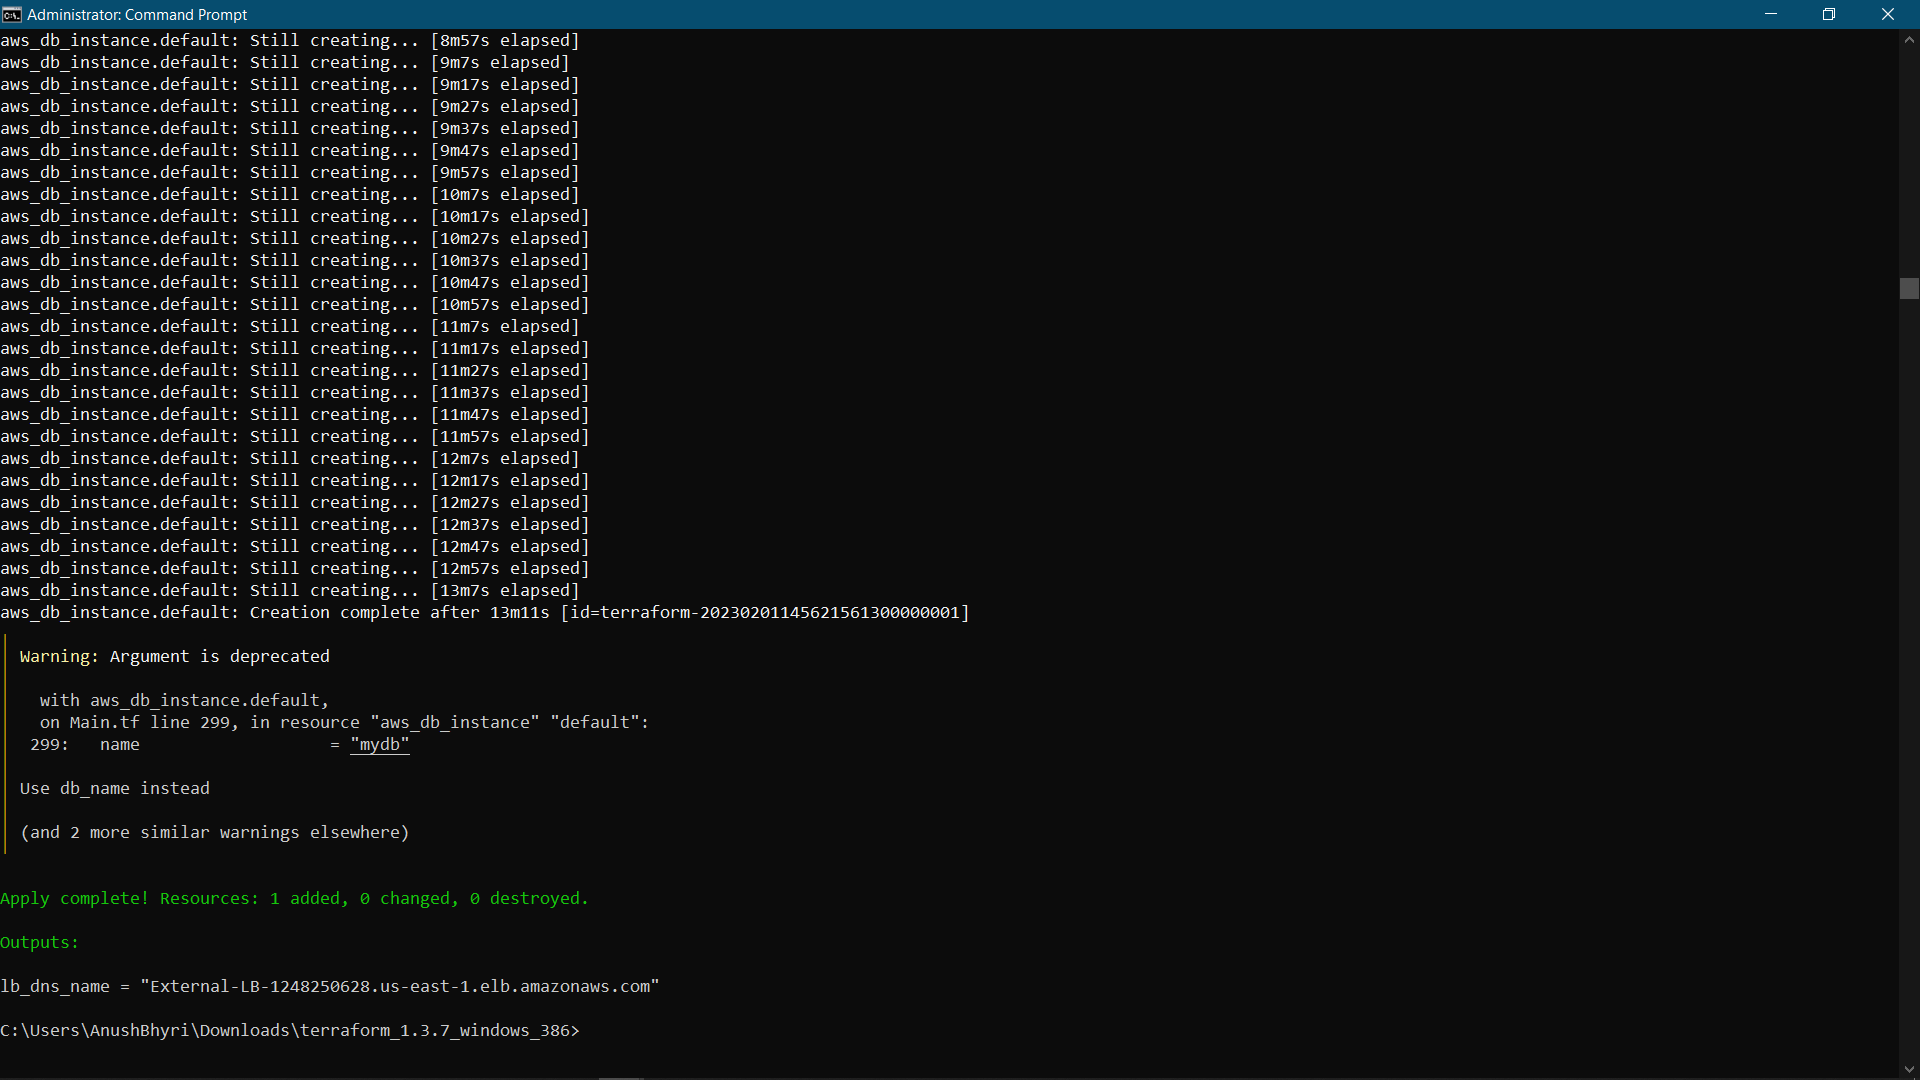 Administrator: Command Prompt
aws_db_instance.default: Still creating... [8m57s elapsed]
aws_db_instance.default: Still creating... [9m7s elapsed]
aws_db_instance.default: Still creating... [9m17s elapsed]
aws_db_instance.default: Still creating... [9m27s elapsed]
aws_db_instance.default: Still creating... [9m37s elapsed]
aws_db_instance.default: Still creating... [9m47s elapsed]
aws_db_instance.default: Still creating... [9m57s elapsed]
aws_db_instance.default: Still creating... [10m7s elapsed]
aws_db_instance.default: Still creating... [10m17s elapsed]
aws_db_instance.default: Still creating... [10m27s elapsed]
aws_db_instance.default: Still creating... [10m37s elapsed]
aws_db_instance.default: Still creating... [10m47s elapsed]
aws_db_instance.default: Still creating... [10m57s elapsed]
aws_db_instance.default: Still creating... [11m7s elapsed]
aws_db_instance.default: Still creating... [11m17s elapsed]
aws_db_instance.default: Still creating... [11m27s elapsed]
aws_db_instance.default: Still creating... [11m37s elapsed]
aws_db_instance.default: Still creating... [11m47s elapsed]
aws_db_instance.default: Still creating... [11m57s elapsed]
aws_db_instance.default: Still creating... [12m7s elapsed]
aws_db_instance.default: Still creating... [12m17s elapsed]
aws_db_instance.default: Still creating... [12m27s elapsed]
aws_db_instance.default: Still creating... [12m37s elapsed]
aws_db_instance.default: Still creating... [12m47s elapsed]
aws_db_instance.default: Still creating... [12m57s elapsed]
aws_db_instance.default: Still creating... [13m7s elapsed]
aws_db_instance.default: Creation complete after 13m11s [id=terraform-20230201145621561300000001]
Warning: Argument is deprecated
with aws_db_instance.default,
on Main.tf line 299, in resource "aws_db_instance" "default":
299:   name                   = "mydb"
Use db_name instead
(and 2 more similar warnings elsewhere)
Apply complete! Resources: 1 added, 0 changed, 0 destroyed.
Outputs:
lb_dns_name = "External-LB-1248250628.us-east-1.elb.amazonaws.com"
C:\Users\AnushBhyri\Downloads\terraform_1.3.7_windows_386>